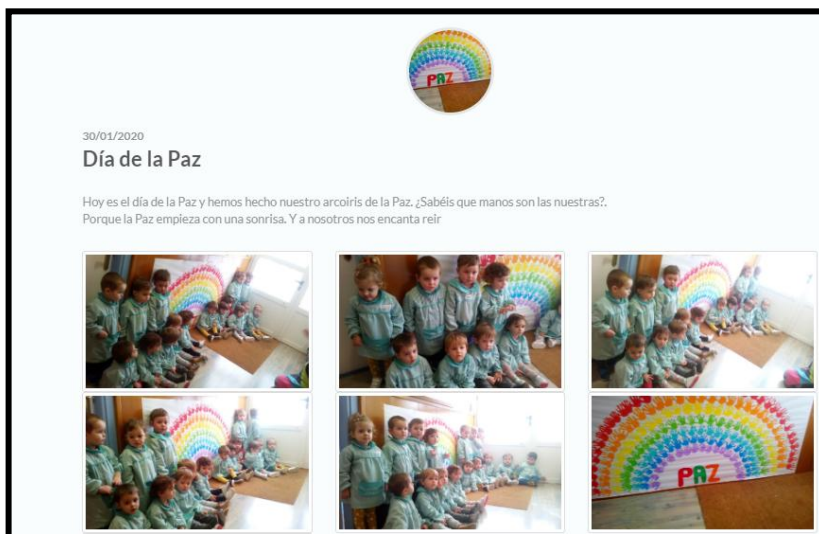 PAZ
30/01/2020
Día de la Paz
Hoy es el día de la Paz y hemos hecho nuestro arcoiris de la Paz. ¿Sabéis que manos son las nuestras?.
Porque la Paz empieza con una sonrisa. Y a nosotros nos encanta reir
PAZ